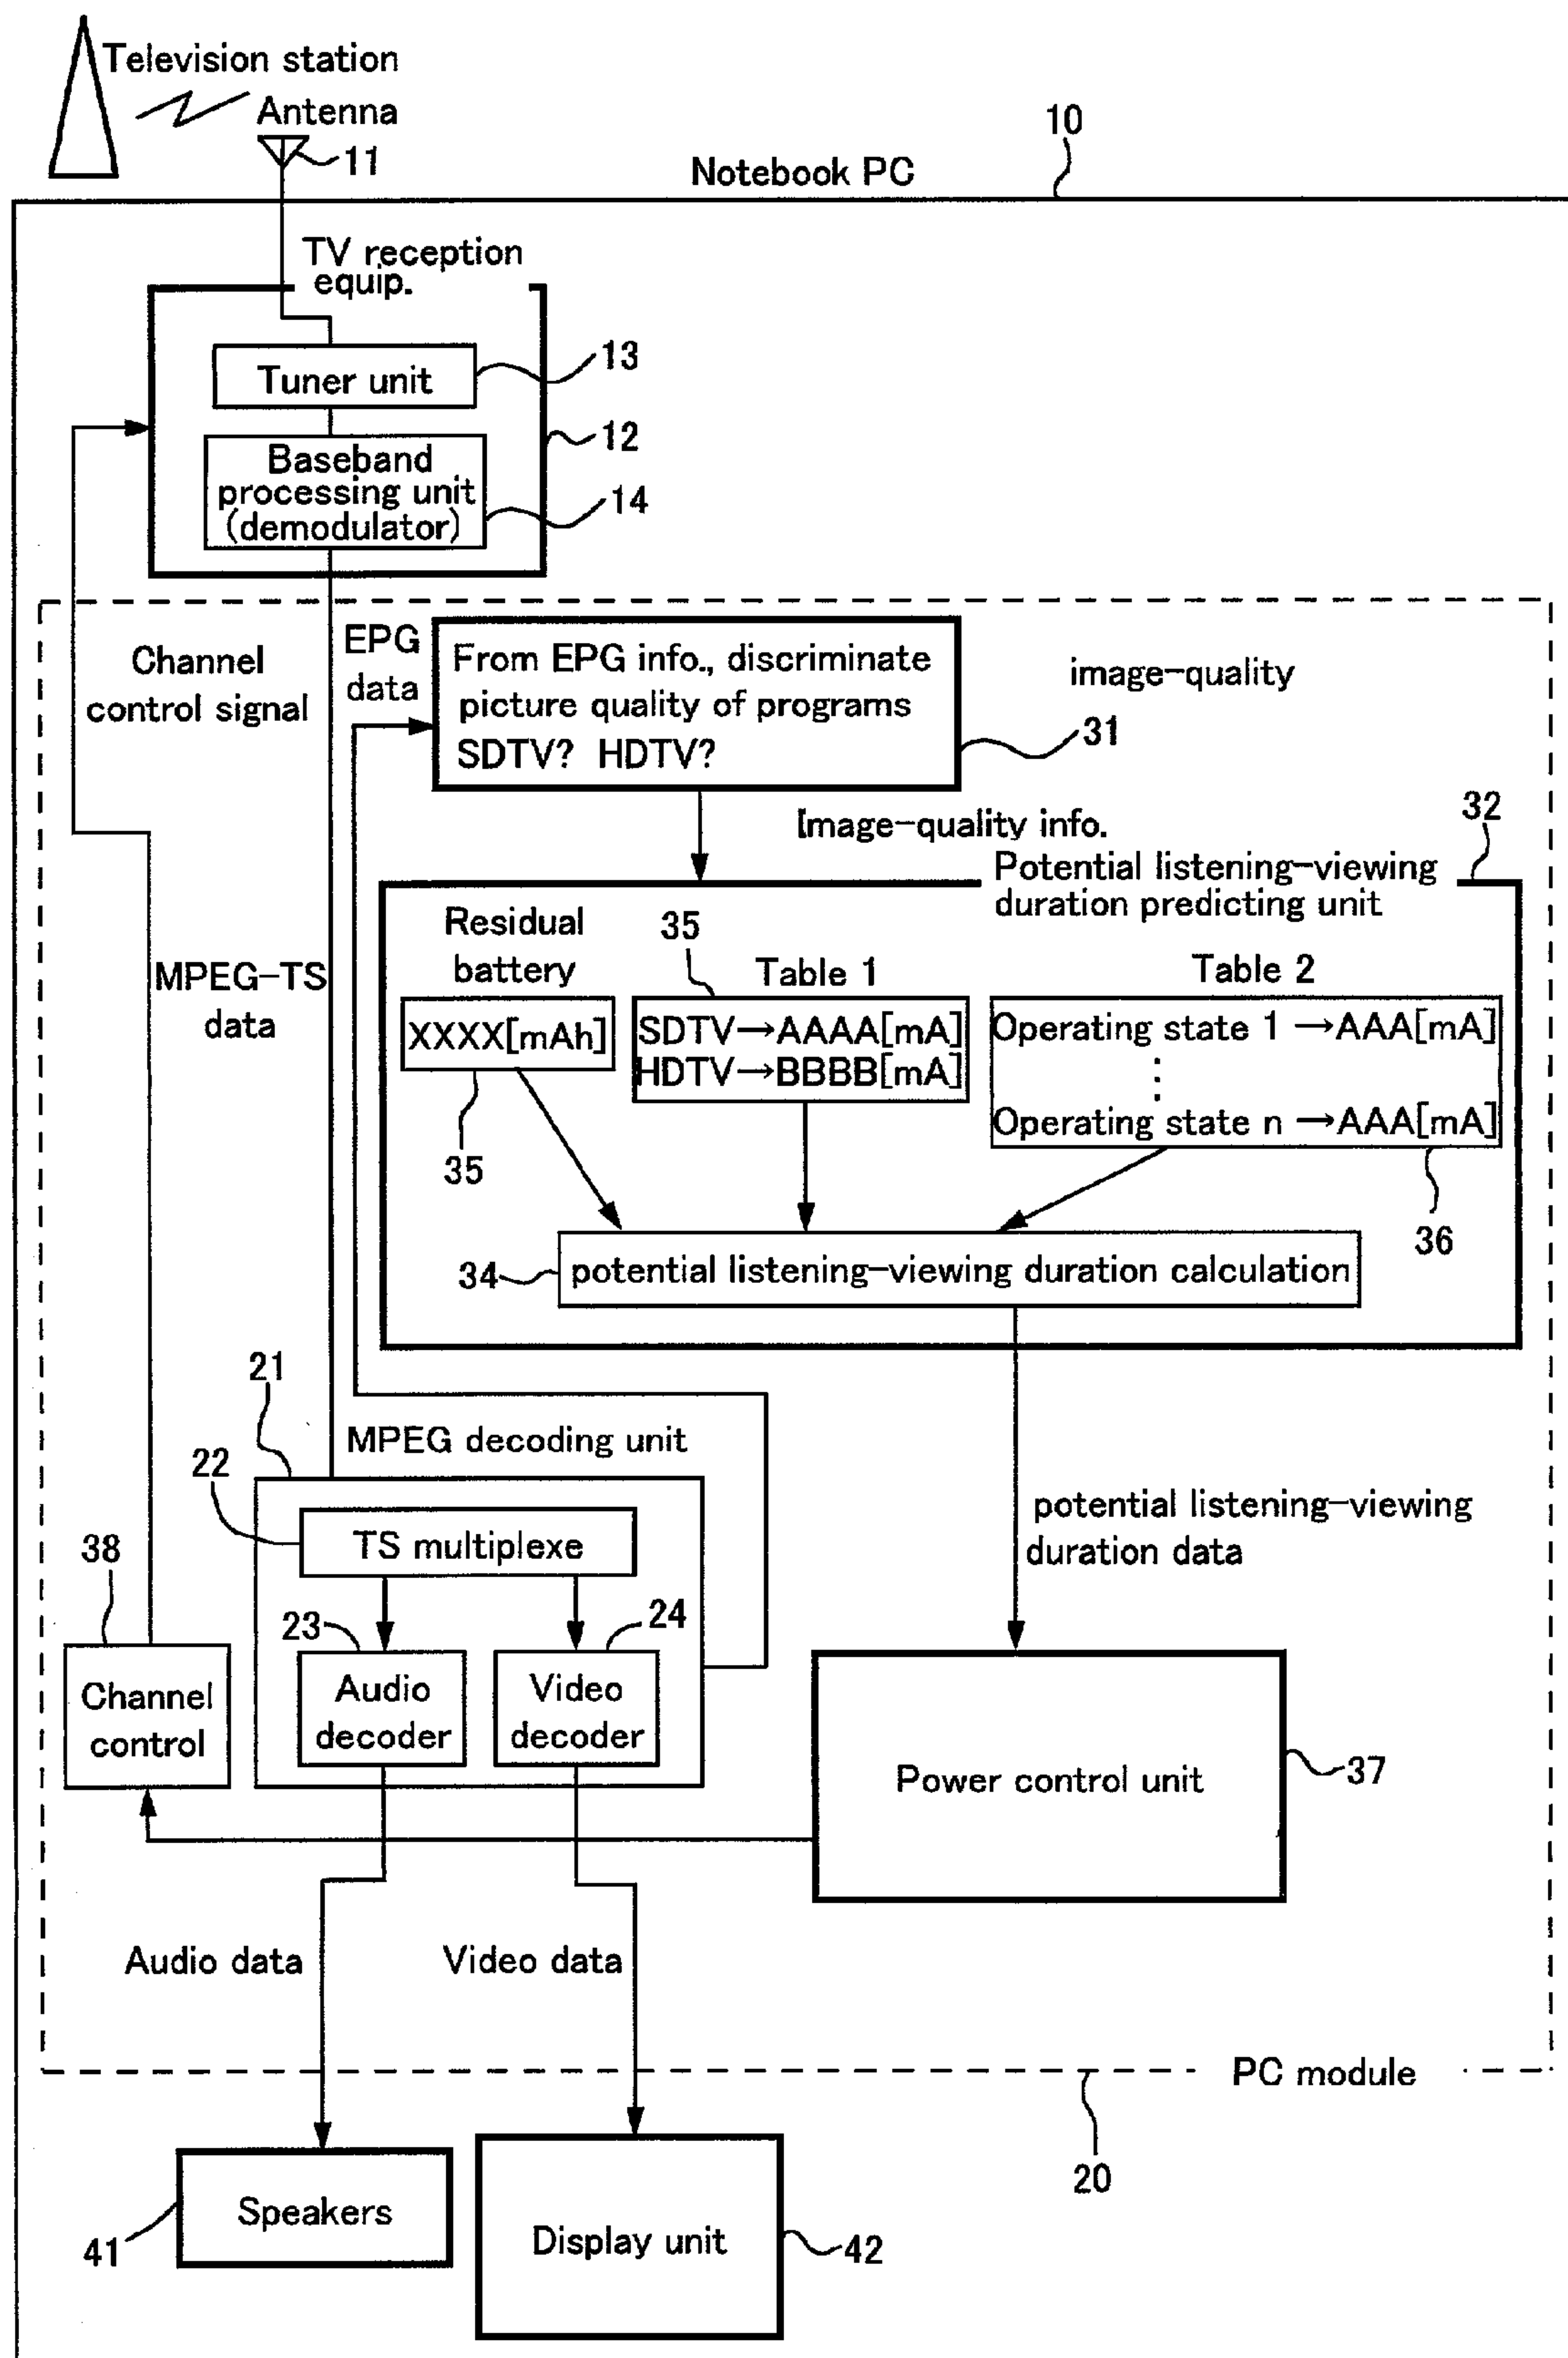 Television station
Antenna
11
10
Notebook PC
TV reception
equip.
13
Tuner unit
12
Baseband
processing unit
(demodulator)
14
EPG
data
Channel
control signal
From EPG info., discriminate
picture quality of programs
SDTV? HDTV?
image-quality
31
Image-quality info.
32
Potential listening-viewing
duration predicting unit
Residual
battery
35
Table 1
Table 2
MPEG-TS
data
XXXX[mAh]
SDTV→AAAA[mA]
HDTV→BBBB[mA]
Operating state 1 →AAA[mA]
⋮
Operating state n →AAA[mA]
35
36
34
potential listening-viewing duration calculation
21
MPEG decoding unit
22
TS multiplexe
potential listening-viewing
duration data
38
23
24
Channel
control
Audio
decoder
Video
decoder
Power control unit
37
Audio data
Video data
PC module
20
Speakers
41
Display unit
42